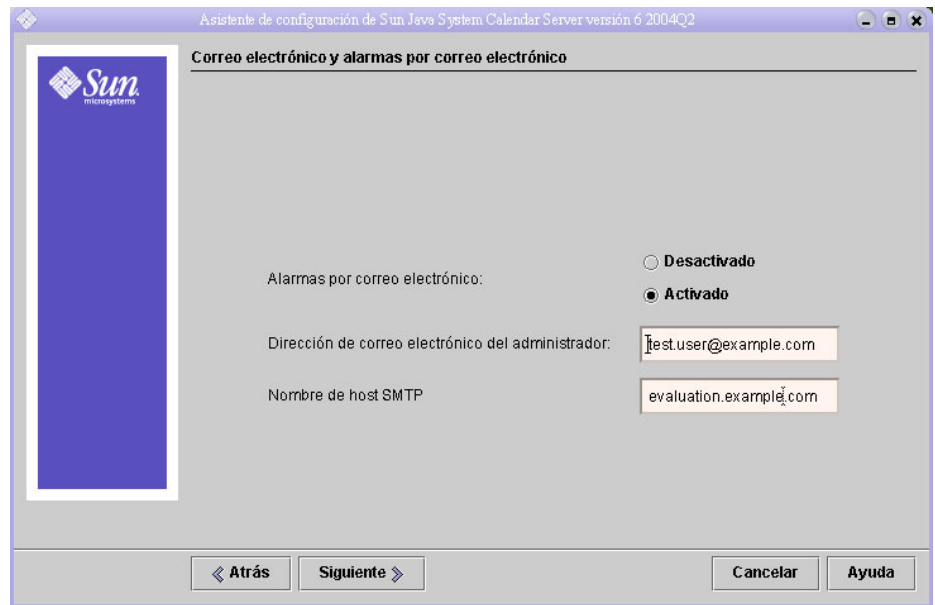 Asistente de configuración de Sun Java System Calendar Server versión 6 2004Q2
Sun
microsystems
Correo electrónico y alarmas por correo electrónico
Alarmas por correo electrónico:
Desactivado
Activado
Dirección de correo electrónico del administrador:
test.user@example.com
Nombre de host SMTP
evaluation.example.com
Atrás
Siguiente
Cancelar
Ayuda